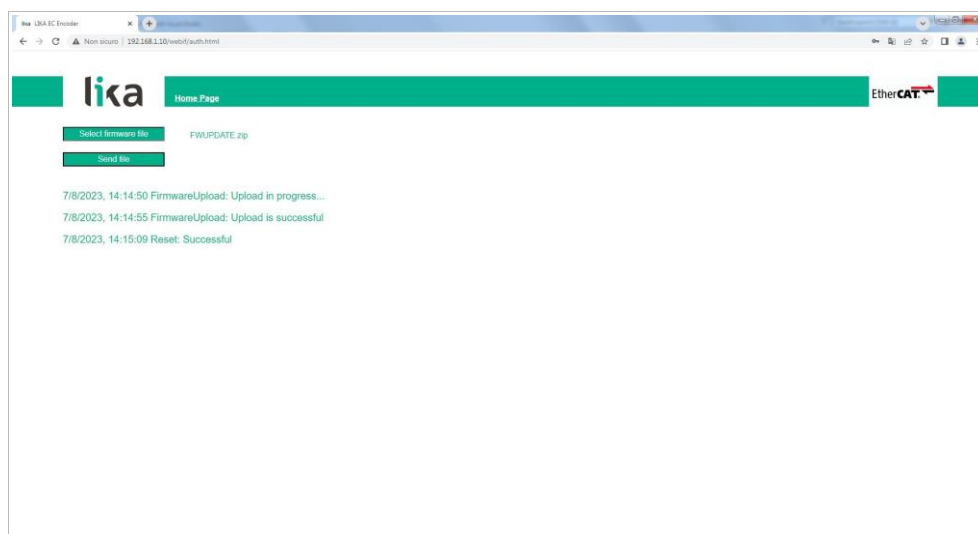 lika LIKA EC Encoder
Non sicuro | 192.168.1.10/webif/auth.html
lika
Home Page
EtherCAT.
Select firmware file
FWUPDATE.zip
Send file
7/8/2023, 14:14:50 FirmwareUpload: Upload in progress...
7/8/2023, 14:14:55 FirmwareUpload: Upload is successful
7/8/2023, 14:15:09 Reset: Successful